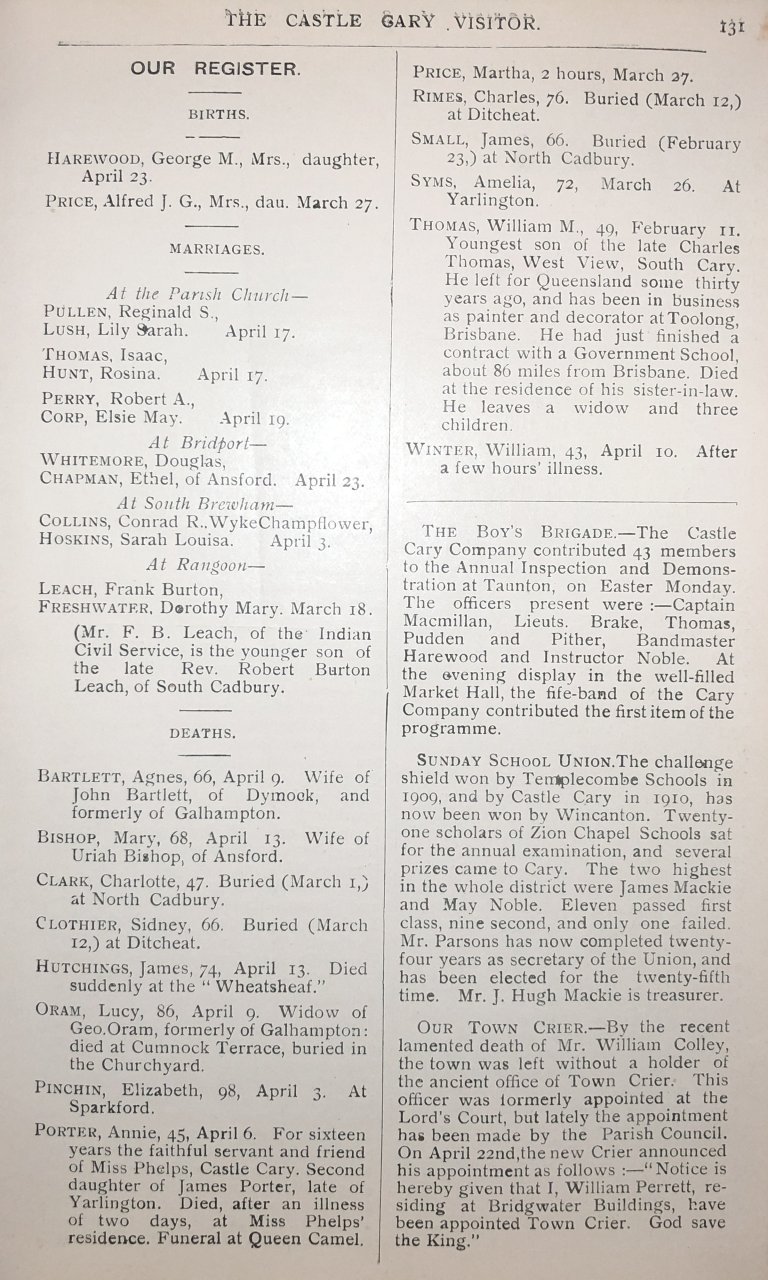 THE CASTLE CARY VISITOR.
131
OUR REGISTER.
BIRTHS.
HAREWOOD, George M., Mrs., daughter,
April 23.
PRICE, Alfred J. G., Mrs., dau. March 27.
MARRIAGES.
At the Parish Church—
PULLEN, Reginald S.,
LUSH, Lily Sarah. April 17.
THOMAS, Isaac,
HUNT, Rosina. April 17.
PERRY, Robert A.,
CORP, Elsie May. April 19.
At Bridport—
WHITEMORE, Douglas,
CHAPMAN, Ethel, of Ansford. April 23.
At South Brewham—
COLLINS, Conrad R.,WykeChampflower,
HOSKINS, Sarah Louisa. April 3.
At Rangoon—
LEACH, Frank Burton,
FRESHWATER, Dorothy Mary. March 18.
(Mr. F. B. Leach, of the Indian
Civil Service, is the younger son of
the late Rev. Robert Burton
Leach, of South Cadbury.
DEATHS.
BARTLETT, Agnes, 66, April 9. Wife of
John Bartlett, of Dymock, and
formerly of Galhampton.
BISHOP, Mary, 68, April 13. Wife of
Uriah Bishop, of Ansford.
CLARK, Charlotte, 47. Buried (March 1,)
at North Cadbury.
CLOTHIER, Sidney, 66. Buried (March
12,) at Ditcheat.
HUTCHINGS, James, 74, April 13. Died
suddenly at the "Wheatsheaf."
ORAM, Lucy, 86, April 9. Widow of
Geo.Oram, formerly of Galhampton:
died at Cumnock Terrace, buried in
the Churchyard.
PINCHIN, Elizabeth, 98, April 3. At
Sparkford.
PORTER, Annie, 45, April 6. For sixteen
years the faithful servant and friend
of Miss Phelps, Castle Cary. Second
daughter of James Porter, late of
Yarlington. Died, after an illness
of two days, at Miss Phelps'
residence. Funeral at Queen Camel.
PRICE, Martha, 2 hours, March 27.
RIMES, Charles, 76. Buried (March 12,)
at Ditcheat.
SMALL, James, 66. Buried (February
23,) at North Cadbury.
SYMS, Amelia, 72, March 26. At
Yarlington.
THOMAS, William M., 49, February 11.
Youngest son of the late Charles
Thomas, West View, South Cary.
He left for Queensland some thirty
years ago, and has been in business
as painter and decorator at Toolong,
Brisbane. He had just finished a
contract with a Government School,
about 86 miles from Brisbane. Died
at the residence of his sister-in-law.
He leaves a widow and three
children.
WINTER, William, 43, April 10. After
a few hours' illness.
THE BOY'S BRIGADE.—The Castle
Cary Company contributed 43 members
to the Annual Inspection and Demons-
tration at Taunton, on Easter Monday.
The officers present were :—Captain
Macmillan, Lieuts. Brake, Thomas,
Pudden and Pither, Bandmaster
Harewood and Instructor Noble. At
the evening display in the well-filled
Market Hall, the fife-band of the Cary
Company contributed the first item of the
programme.
SUNDAY SCHOOL UNION.The challenge
shield won by Templecombe Schools in
1909, and by Castle Cary in 1910, has
now been won by Wincanton. Twenty-
one scholars of Zion Chapel Schools sat
for the annual examination, and several
prizes came to Cary. The two highest
in the whole district were James Mackie
and May Noble. Eleven passed first
class, nine second, and only one failed.
Mr. Parsons has now completed twenty-
four years as secretary of the Union, and
has been elected for the twenty-fifth
time. Mr. J. Hugh Mackie is treasurer.
OUR TOWN CRIER.—By the recent
lamented death of Mr. William Colley,
the town was left without a holder of
the ancient office of Town Crier. This
officer was formerly appointed at the
Lord's Court, but lately the appointment
has been made by the Parish Council.
On April 22nd,the new Crier announced
his appointment as follows :—"Notice is
hereby given that I, William Perrett, re-
siding at Bridgwater Buildings, have
been appointed Town Crier. God save
the King."